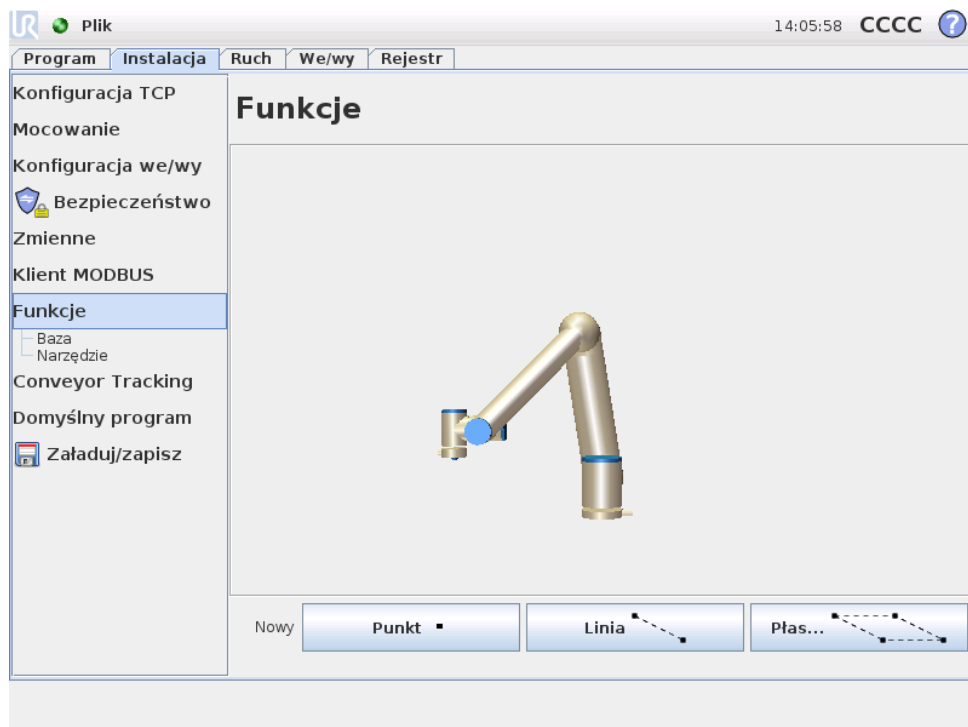 UR Plik 14:05:58 CCCC ?
Program Instalacja Ruch We/wy Rejestr
Konfiguracja TCP
Mocowanie
Konfiguracja we/wy
Bezpieczeństwo
Zmienne
Klient MODBUS
Funkcje
Baza
Narzędzie
Conveyor Tracking
Domyślny program
Załaduj/zapisz
Funkcje
Nowy Punkt Linia Płas...